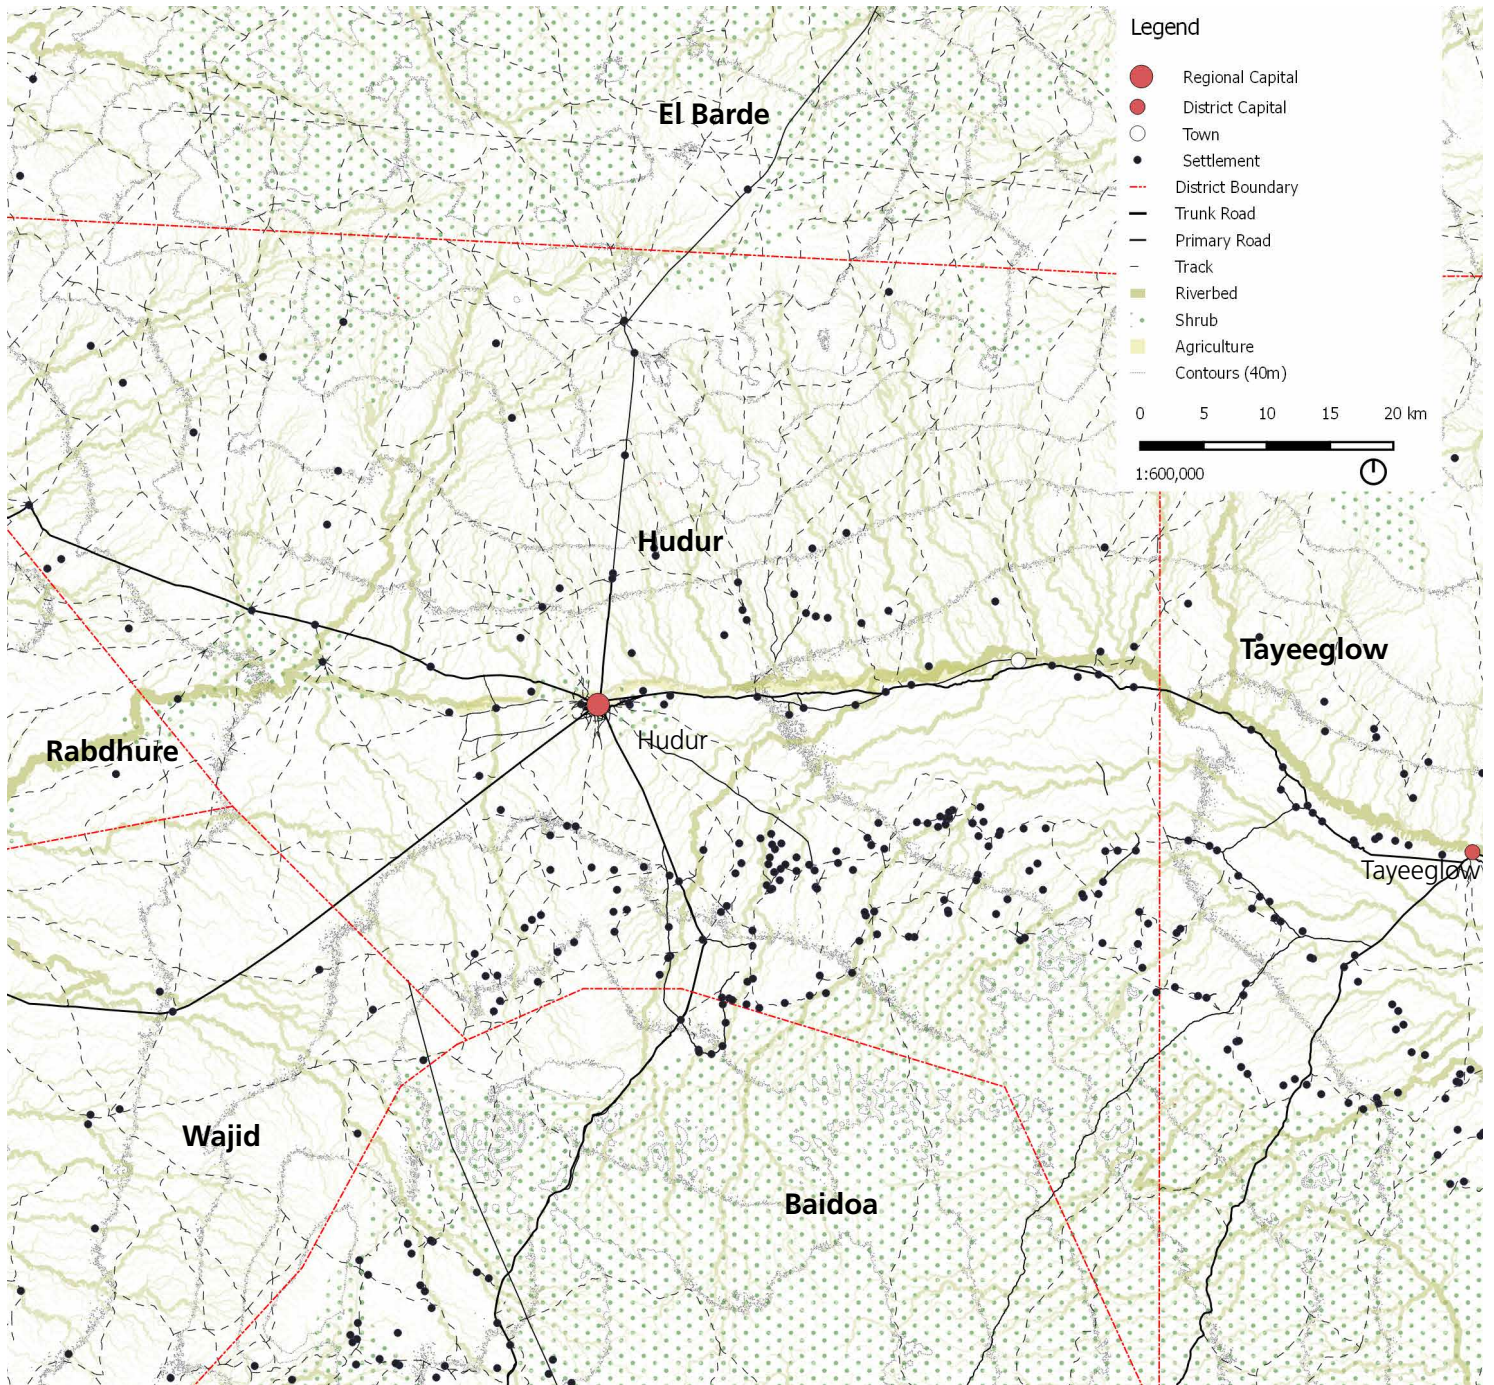 Legend
Regional Capital
District Capital
Town
Settlement
District Boundary
Trunk Road
Primary Road
Track
Riverbed
Shrub
Agriculture
Contours (40m)
0 5 10 15 20 km
1:600,000
El Barde
Hudur
Tayeeglow
Hudur
Rabdhure
Tayeeglow
Wajid
Baidoa